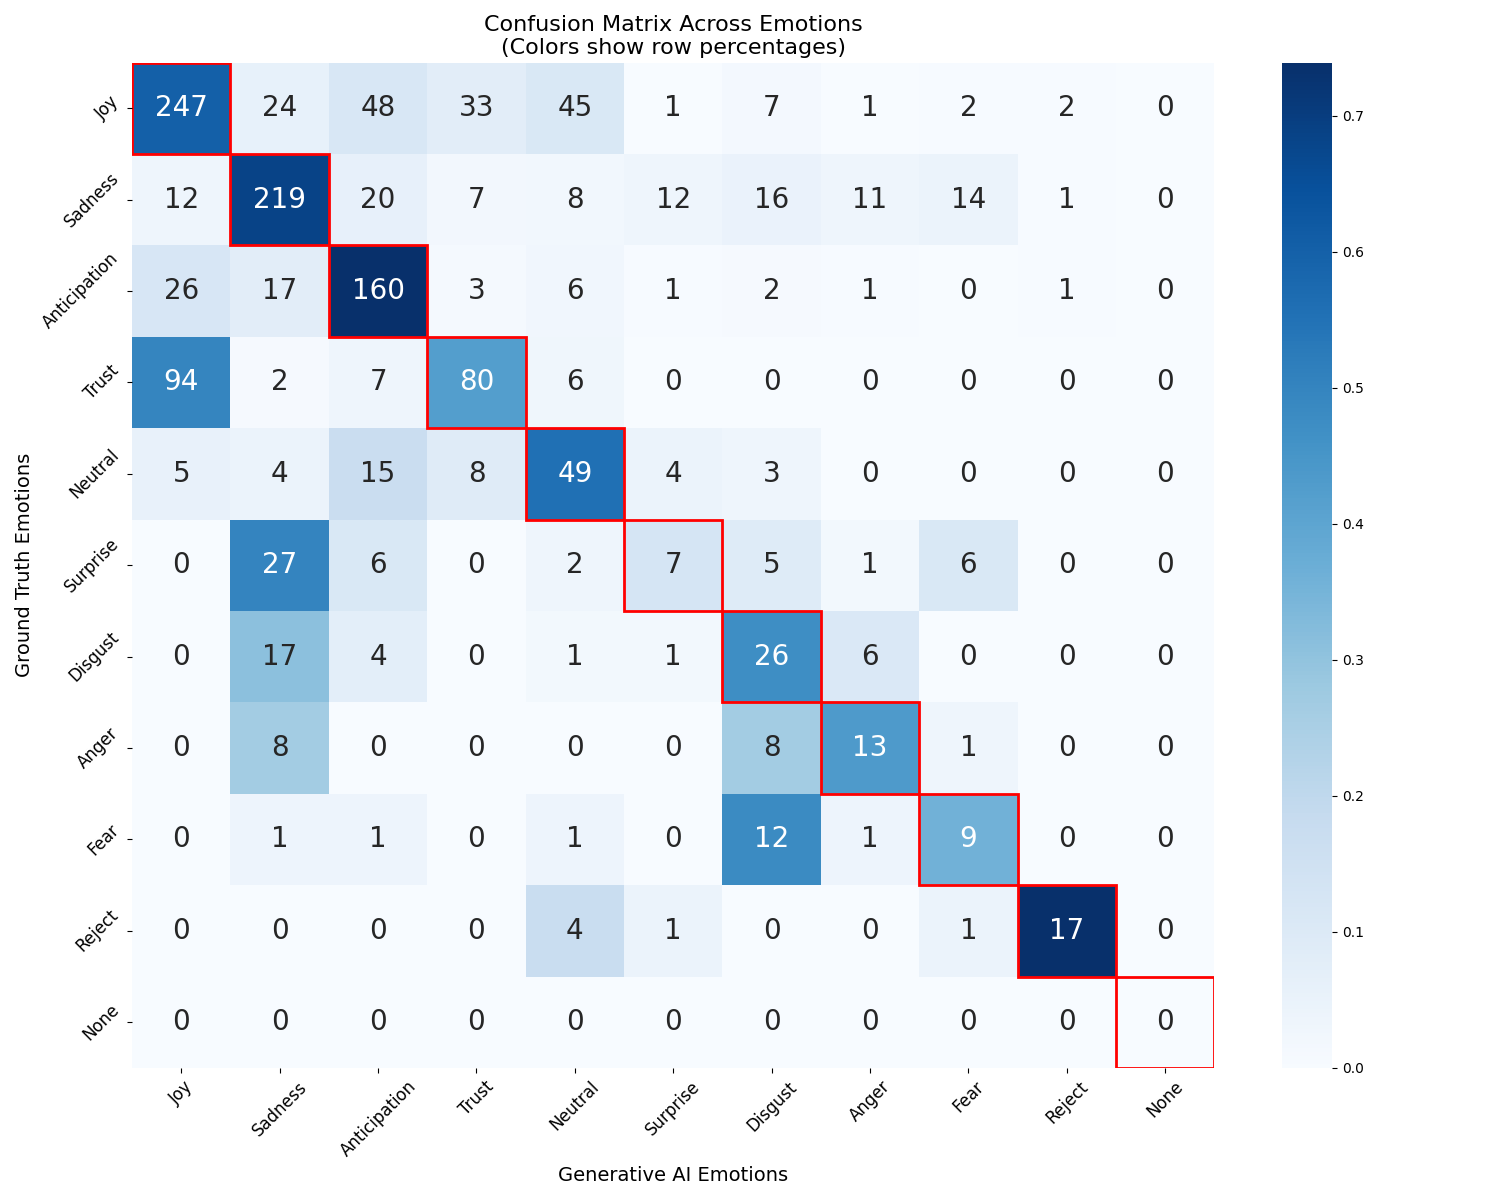 Confusion Matrix Across Emotions
(Colors show row percentages)
Joy 247 24 48 33 45 1 7 1 2 2 0
Sadness 12 219 20 7 8 12 16 11 14 1 0
Anticipation 26 17 160 3 6 1 2 1 0 1 0
Trust 94 2 7 80 6 0 0 0 0 0 0
Neutral 5 4 15 8 49 4 3 0 0 0 0
Surprise 0 27 6 0 2 7 5 1 6 0 0
Disgust 0 17 4 0 1 1 26 6 0 0 0
Anger 0 8 0 0 0 0 8 13 1 0 0
Fear 0 1 1 0 1 0 12 1 9 0 0
Reject 0 0 0 0 4 1 0 0 1 17 0
None 0 0 0 0 0 0 0 0 0 0 0
Joy Sadness Anticipation Trust Neutral Surprise Disgust Anger Fear Reject None
Generative AI Emotions
Ground Truth Emotions
0.7
0.6
0.5
0.4
0.3
0.2
0.1
0.0